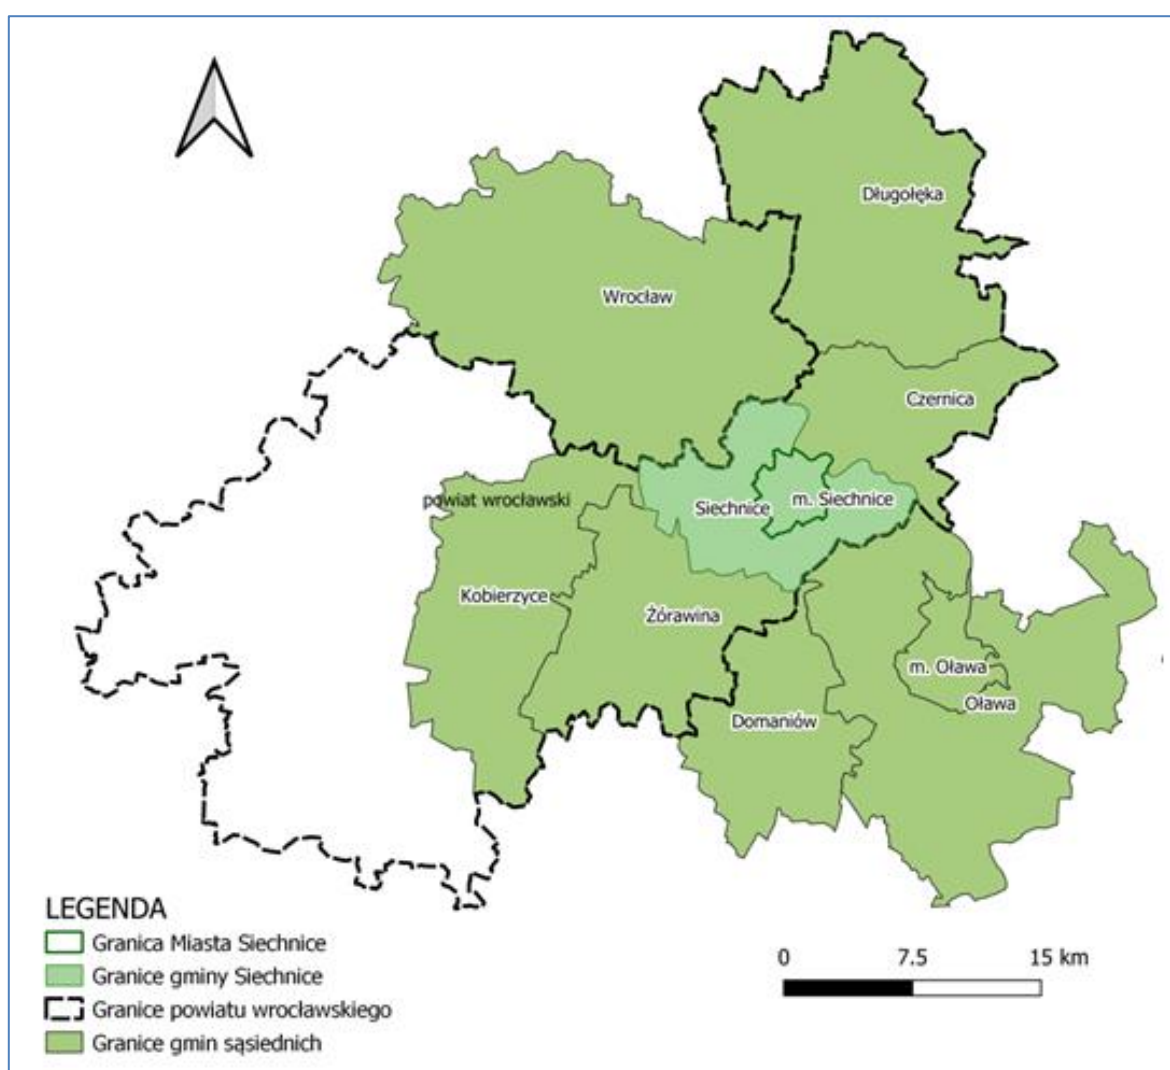 Długołęka
Wrocław
Czernica
powiat wrocławski
Siechnice
m. Siechnice
Kobierzyce
Żórawina
m. Oława
Oława
Domaniów
LEGENDA
Granica Miasta Siechnice
Granice gminy Siechnice
Granice powiatu wrocławskiego
Granice gmin sąsiednich
0 7.5 15 km